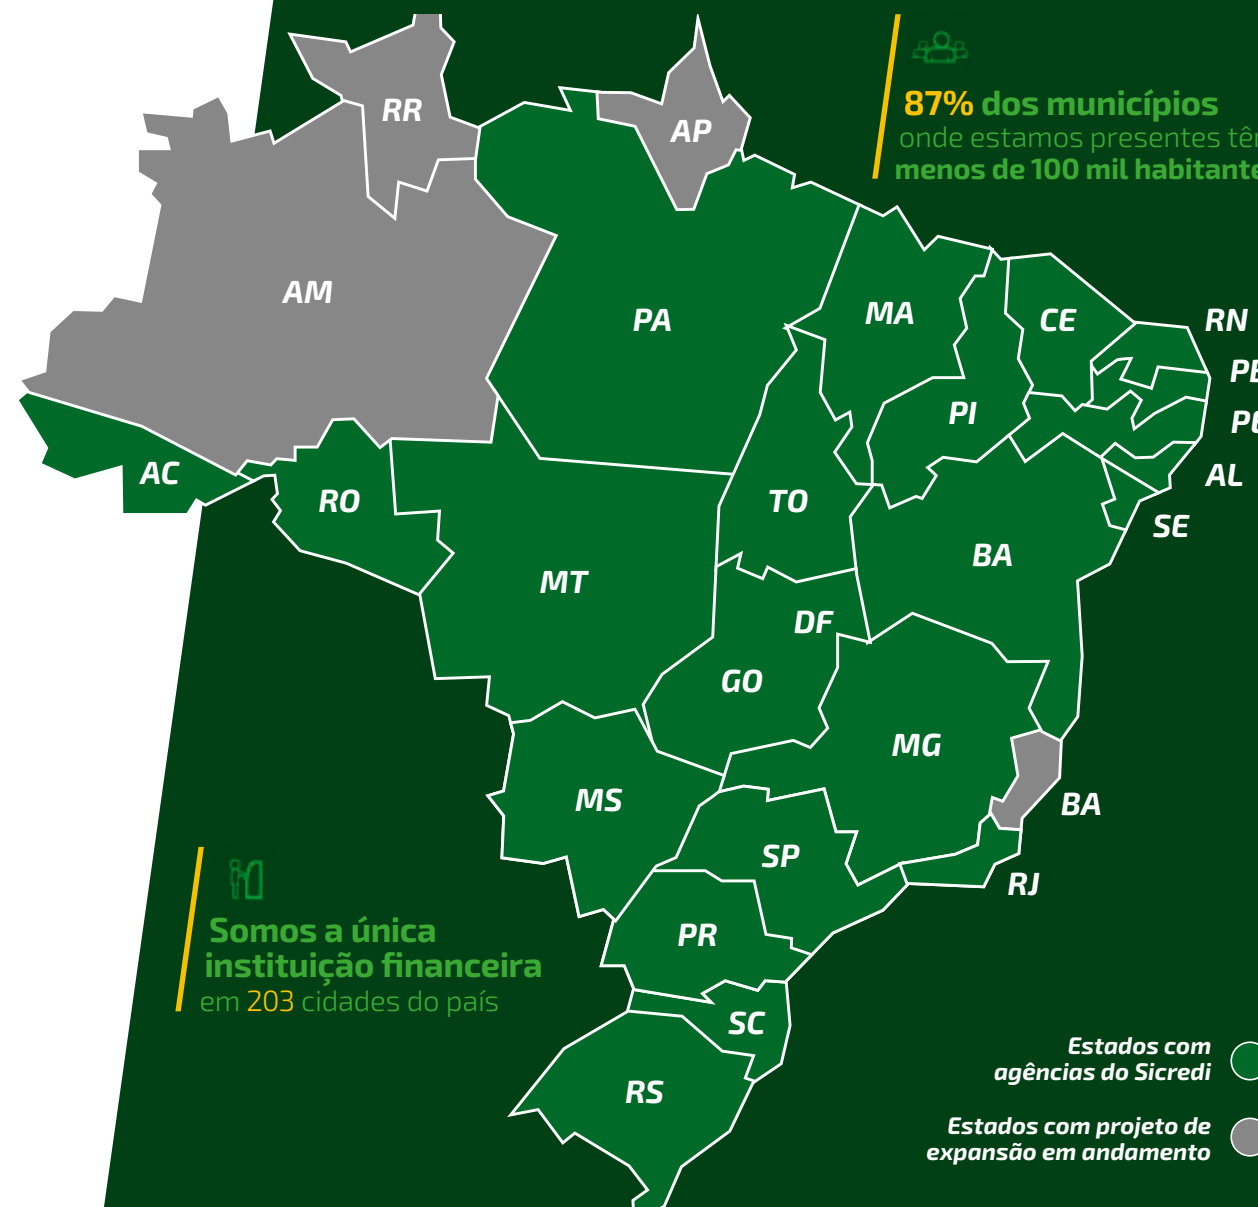 87% dos municípios
onde estamos presentes
menos de 100 mil
RR
AP
AM
PA
MA
CE
RN
PI
AC
RO
TO
AL
SE
MT
BA
DF
GO
MG
MS
BA
SP
RJ
PR
SC
RS
Somos a única
instituição financeira
em 203 cidades do país
Estados com
agências do Sicredi
Estados com projeto de
expansão em andamento